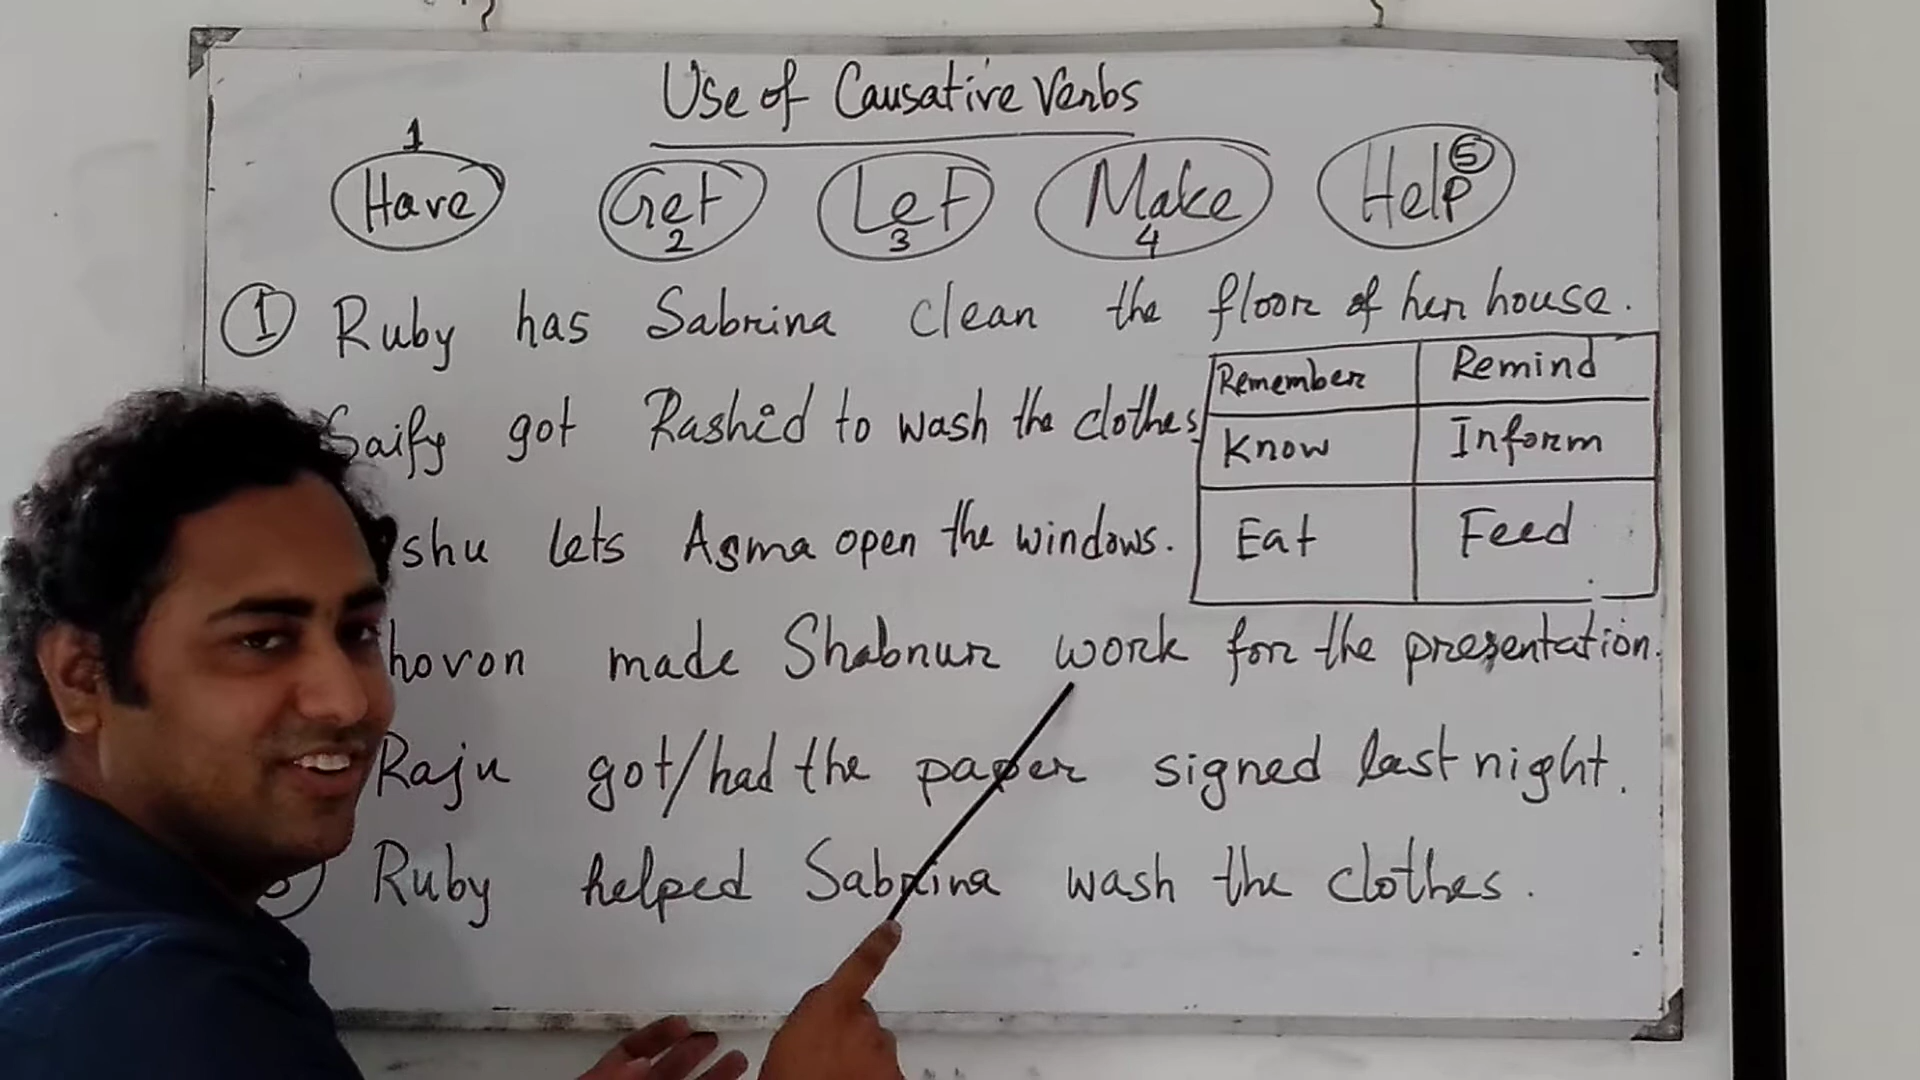 Use of Causative Verbs
1
Have Get Let Make Help
2 3 4 5
1 Ruby has Sabrina clean the floor of her house.
Saify got Rashid to wash the clothes
shu lets Asma open the windows.
hovon made Shabnur work for the presentation.
Raju got/had the paper signed last night.
Ruby helped Sabrina wash the clothes.
Remember Remind
Know Inform
Eat Feed